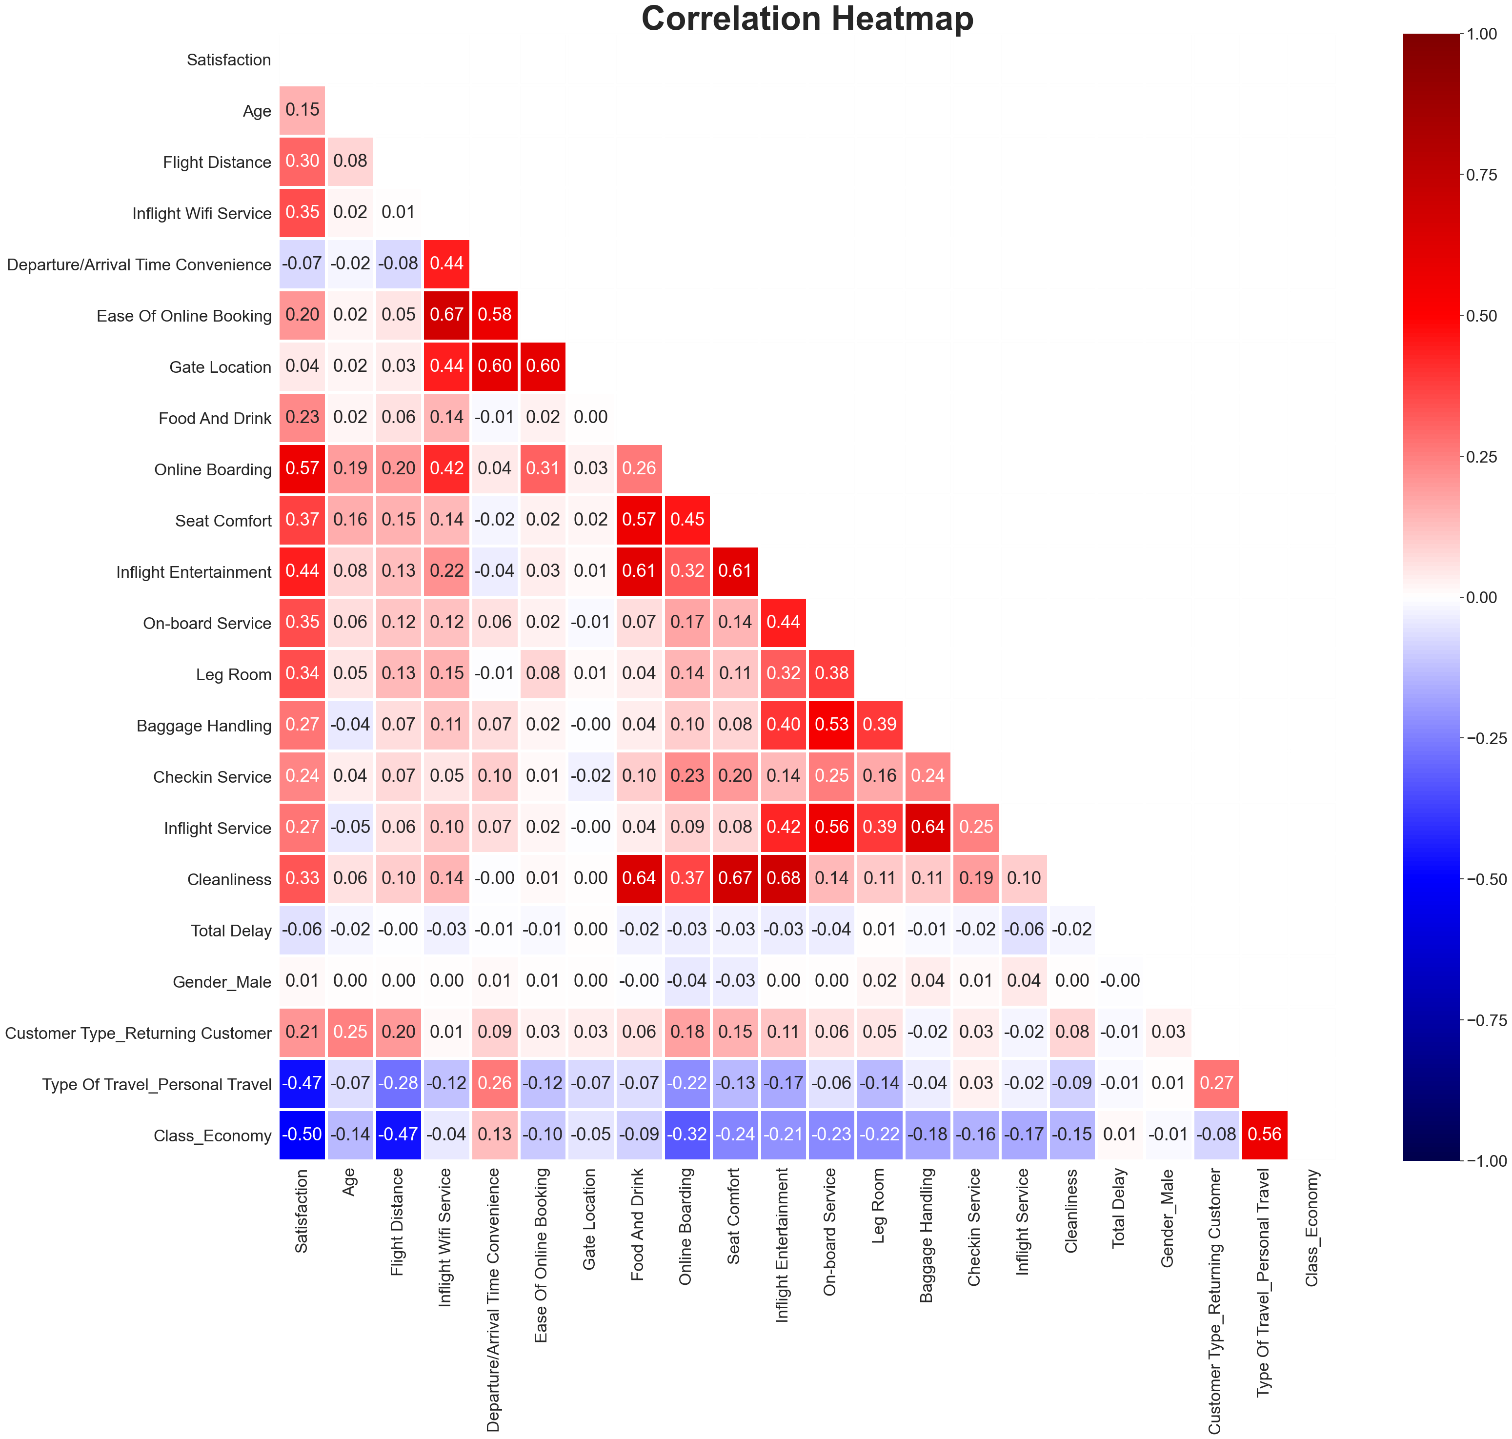 Correlation Heatmap
Satisfaction
Age 0.15
Flight Distance 0.30 0.08
Inflight Wifi Service 0.35 0.02 0.01
Departure/Arrival Time Convenience -0.07 -0.02 -0.08 0.44
Ease Of Online Booking 0.20 0.02 0.05 0.67 0.58
Gate Location 0.04 0.02 0.03 0.44 0.60 0.60
Food And Drink 0.23 0.02 0.06 0.14 -0.01 0.02 0.00
Online Boarding 0.57 0.19 0.20 0.42 0.04 0.31 0.03 0.26
Seat Comfort 0.37 0.16 0.15 0.14 -0.02 0.02 0.02 0.57 0.45
Inflight Entertainment 0.44 0.08 0.13 0.22 -0.04 0.03 0.01 0.61 0.32 0.61
On-board Service 0.35 0.06 0.12 0.12 0.06 0.02 -0.01 0.07 0.17 0.14 0.44
Leg Room 0.34 0.05 0.13 0.15 -0.01 0.08 0.01 0.04 0.14 0.11 0.32 0.38
Baggage Handling 0.27 -0.04 0.07 0.11 0.07 0.02 -0.00 0.04 0.10 0.08 0.40 0.53 0.39
Checkin Service 0.24 0.04 0.07 0.05 0.10 0.01 -0.02 0.10 0.23 0.20 0.14 0.25 0.16 0.24
Inflight Service 0.27 -0.05 0.06 0.10 0.07 0.02 -0.00 0.04 0.09 0.08 0.42 0.56 0.39 0.64 0.25
Cleanliness 0.33 0.06 0.10 0.14 -0.00 0.01 0.00 0.64 0.37 0.67 0.68 0.14 0.11 0.11 0.19 0.10
Total Delay -0.06 -0.02 -0.00 -0.03 -0.01 -0.01 0.00 -0.02 -0.03 -0.03 -0.03 -0.04 0.01 -0.01 -0.02 -0.06 -0.02
Gender_Male 0.01 0.00 0.00 0.00 0.01 0.01 0.00 -0.00 -0.04 -0.03 0.00 0.00 0.02 0.04 0.01 0.04 0.00 -0.00
Customer Type_Returning Customer 0.21 0.25 0.20 0.01 0.09 0.03 0.03 0.06 0.18 0.15 0.11 0.06 0.05 -0.02 0.03 -0.02 0.08 -0.01 0.03
Type Of Travel_Personal Travel -0.47 -0.07 -0.28 -0.12 0.26 -0.12 -0.07 -0.07 -0.22 -0.13 -0.17 -0.06 -0.14 -0.04 0.03 -0.02 -0.09 -0.01 0.01 0.27
Class_Economy -0.50 -0.14 -0.47 -0.04 0.13 -0.10 -0.05 -0.09 -0.32 -0.24 -0.21 -0.23 -0.22 -0.18 -0.16 -0.17 -0.15 0.01 -0.01 -0.08 0.56
Satisfaction
Age
Flight Distance
Inflight Wifi Service
Departure/Arrival Time Convenience
Ease Of Online Booking
Gate Location
Food And Drink
Online Boarding
Seat Comfort
Inflight Entertainment
On-board Service
Leg Room
Baggage Handling
Checkin Service
Inflight Service
Cleanliness
Total Delay
Gender_Male
Customer Type_Returning Customer
Type Of Travel_Personal Travel
Class_Economy
1.00
0.75
0.50
0.25
0.00
−0.25
−0.50
−0.75
−1.00